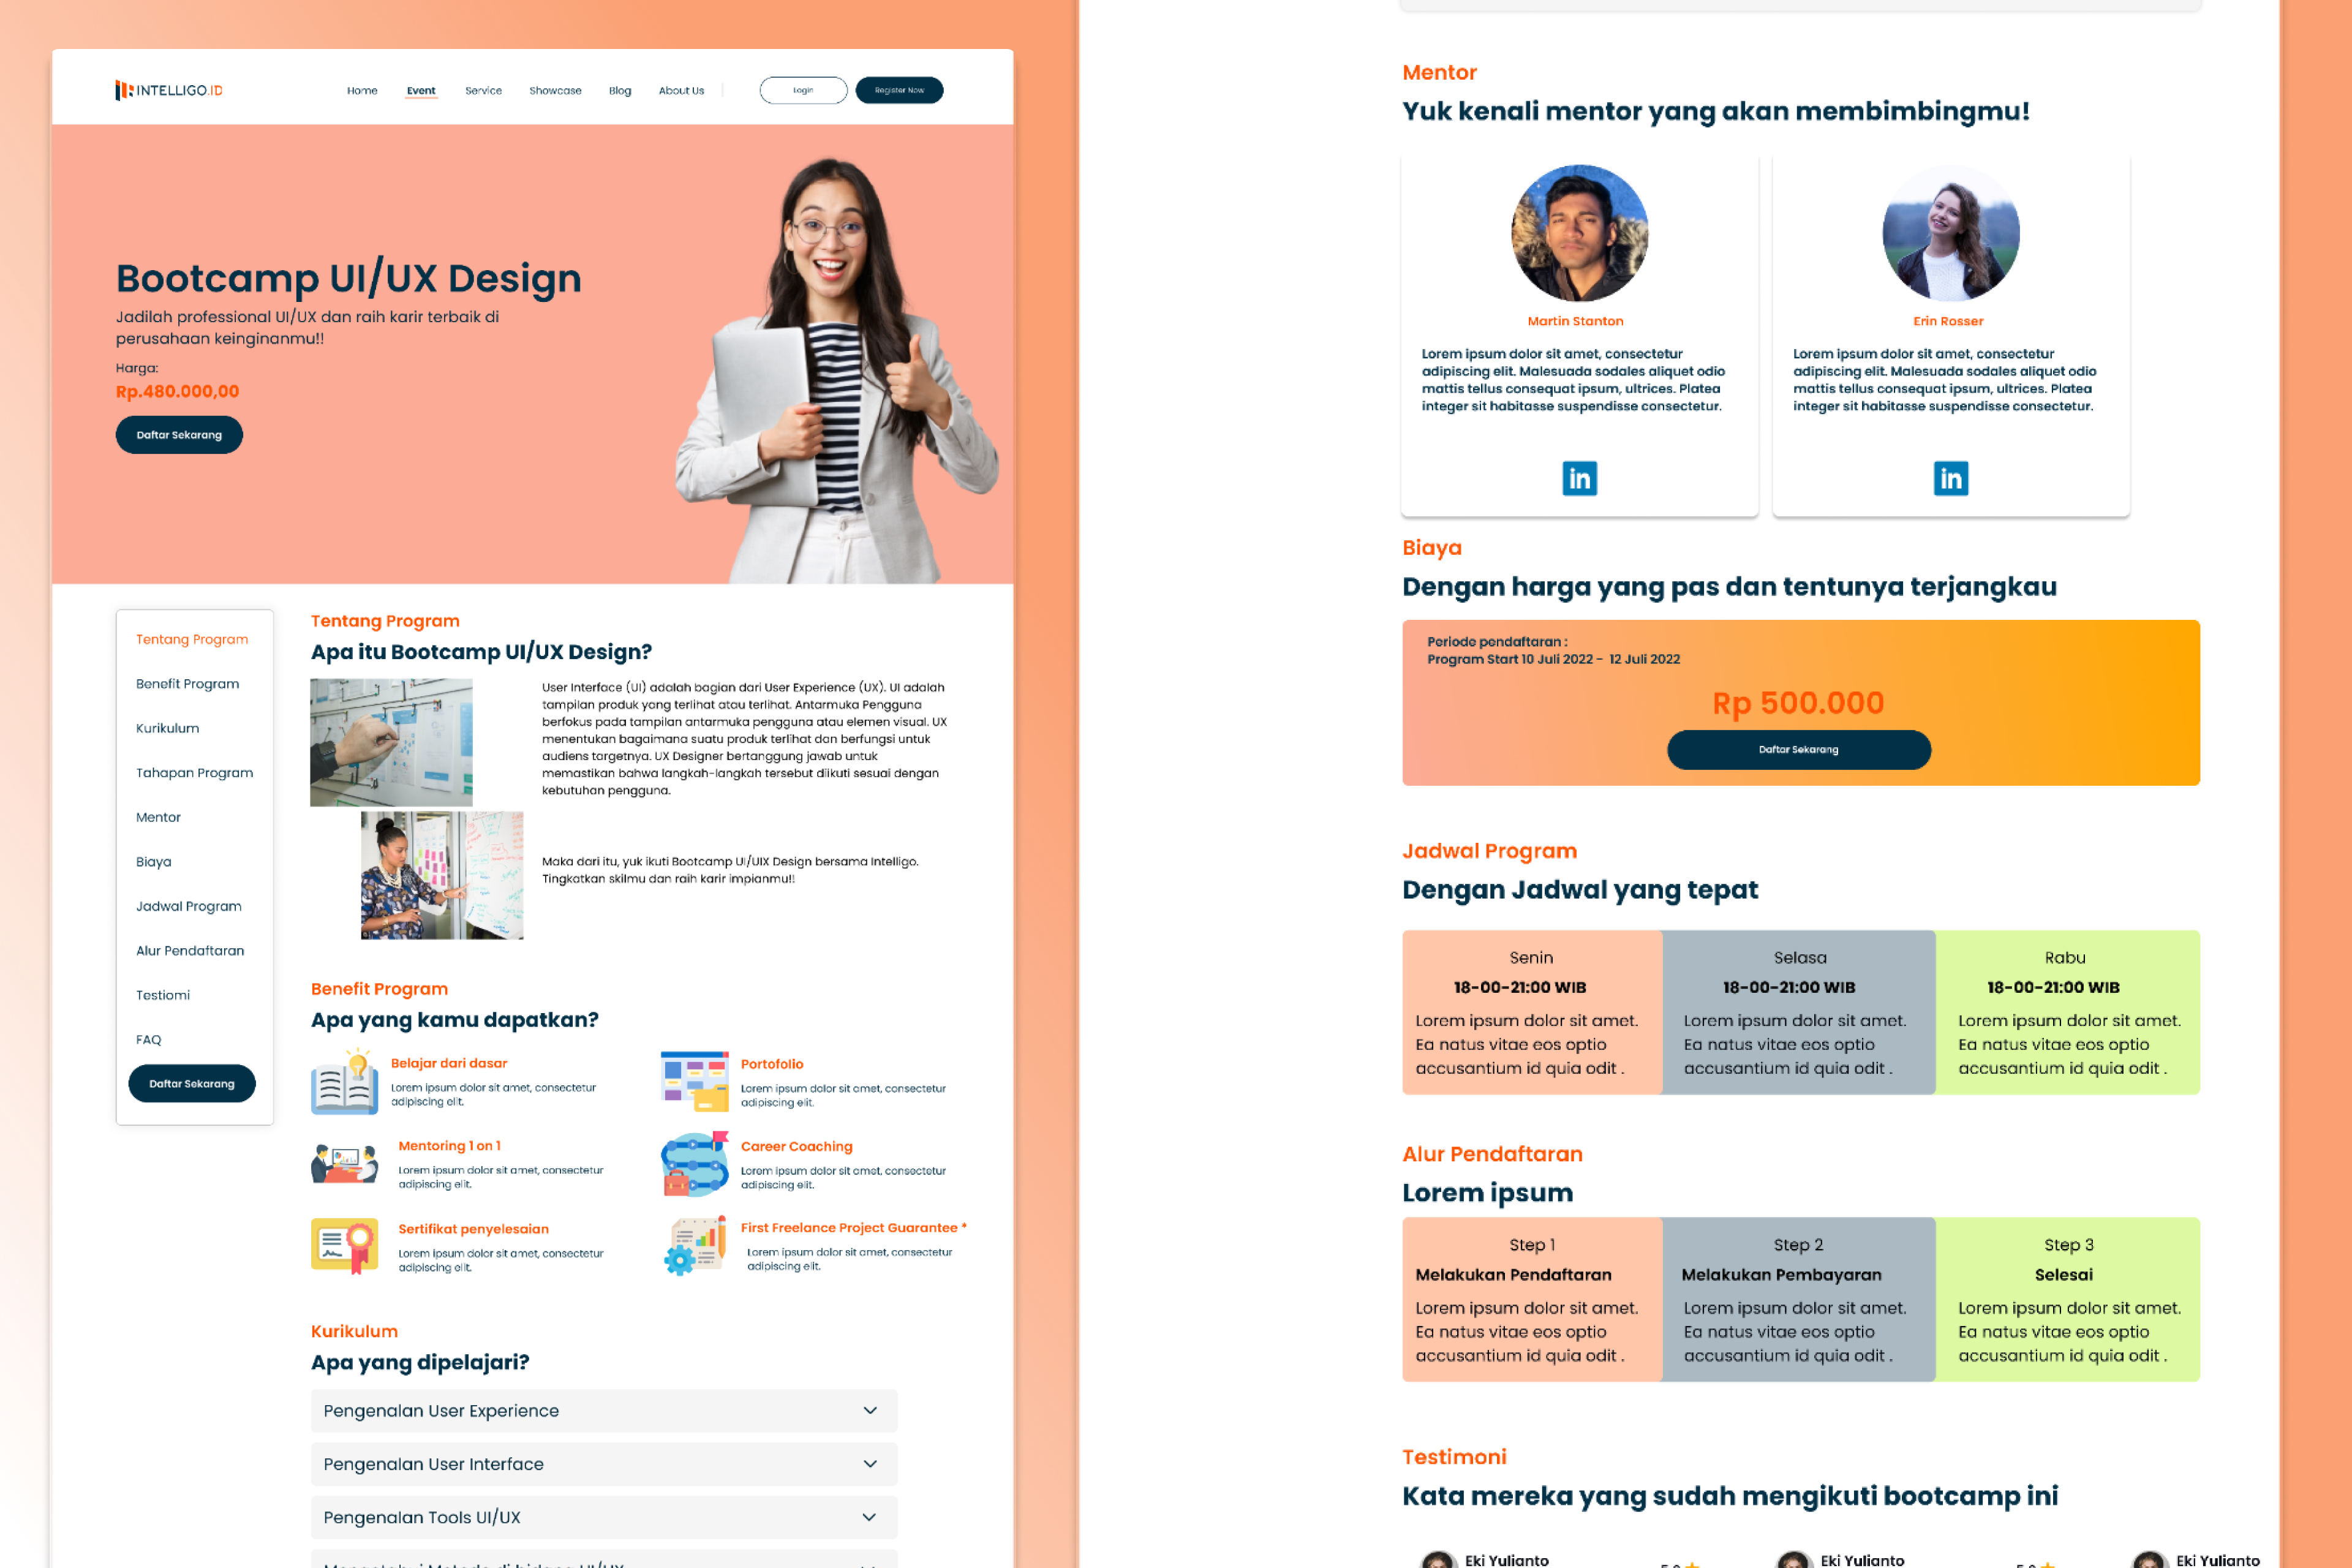 INTELLIGO.ID
Home Event Service Showcase Blog About Us Login Register Now
Bootcamp UI/UX Design
Jadilah professional UI/UX dan raih karir terbaik di
perusahaan keinginanmu!!
Harga:
Rp.480.000,00
Daftar Sekarang
Tentang Program
Benefit Program
Kurikulum
Tahapan Program
Mentor
Biaya
Jadwal Program
Alur Pendaftaran
Testiomi
FAQ
Daftar Sekarang
Tentang Program
Apa itu Bootcamp UI/UX Design?
User Interface (UI) adalah bagian dari User Experience (UX). UI adalah
tampilan produk yang terlihat atau terlihat. Antarmuka Pengguna
berfokus pada tampilan antarmuka pengguna atau elemen visual. UX
menentukan bagaimana suatu produk terlihat dan berfungsi untuk
audiens targetnya. UX Designer bertanggung jawab untuk
memastikan bahwa langkah-langkah tersebut diikuti sesuai dengan
kebutuhan pengguna.
Maka dari itu, yuk ikuti Bootcamp UI/UIX Design bersama Intelligo.
Tingkatkan skilmu dan raih karir impianmu!!
Benefit Program
Apa yang kamu dapatkan?
Belajar dari dasar
Lorem ipsum dolor sit amet, consectetur
adipiscing elit.
Portofolio
Lorem ipsum dolor sit amet, consectetur
adipiscing elit.
Mentoring 1 on 1
Lorem ipsum dolor sit amet, consectetur
adipiscing elit.
Career Coaching
Lorem ipsum dolor sit amet, consectetur
adipiscing elit.
Sertifikat penyelesaian
Lorem ipsum dolor sit amet, consectetur
adipiscing elit.
First Freelance Project Guarantee *
Lorem ipsum dolor sit amet, consectetur
adipiscing elit.
Kurikulum
Apa yang dipelajari?
Pengenalan User Experience
Pengenalan User Interface
Pengenalan Tools UI/UX
Mentor
Yuk kenali mentor yang akan membimbingmu!
Martin Stanton
Lorem ipsum dolor sit amet, consectetur
adipiscing elit. Malesuada sodales aliquet odio
mattis tellus consequat ipsum, ultrices. Platea
integer sit habitasse suspendisse consectetur.
in
Erin Rosser
Lorem ipsum dolor sit amet, consectetur
adipiscing elit. Malesuada sodales aliquet odio
mattis tellus consequat ipsum, ultrices. Platea
integer sit habitasse suspendisse consectetur.
in
Biaya
Dengan harga yang pas dan tentunya terjangkau
Periode pendaftaran :
Program Start 10 Juli 2022 - 12 Juli 2022
Rp 500.000
Daftar Sekarang
Jadwal Program
Dengan Jadwal yang tepat
Senin
18-00-21:00 WIB
Lorem ipsum dolor sit amet.
Ea natus vitae eos optio
accusantium id quia odit .
Selasa
18-00-21:00 WIB
Lorem ipsum dolor sit amet.
Ea natus vitae eos optio
accusantium id quia odit .
Rabu
18-00-21:00 WIB
Lorem ipsum dolor sit amet.
Ea natus vitae eos optio
accusantium id quia odit .
Alur Pendaftaran
Lorem ipsum
Step 1
Melakukan Pendaftaran
Lorem ipsum dolor sit amet.
Ea natus vitae eos optio
accusantium id quia odit .
Step 2
Melakukan Pembayaran
Lorem ipsum dolor sit amet.
Ea natus vitae eos optio
accusantium id quia odit .
Step 3
Selesai
Lorem ipsum dolor sit amet.
Ea natus vitae eos optio
accusantium id quia odit .
Testimoni
Kata mereka yang sudah mengikuti bootcamp ini
Eki Yulianto Eki Yulianto Eki Yulianto